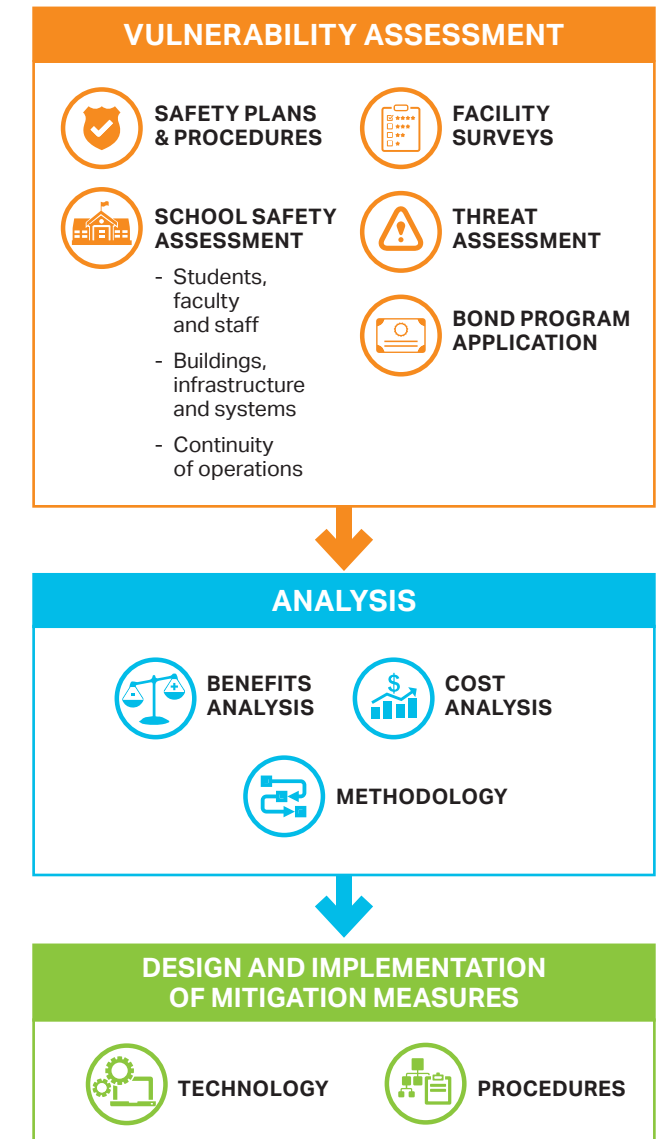 VULNERABILITY ASSESSMENT
SAFETY PLANS
& PROCEDURES
FACILITY
SURVEYS
SCHOOL SAFETY
ASSESSMENT
- Students,
faculty
and staff
- Buildings,
infrastructure
and systems
- Continuity
of operations
THREAT
ASSESSMENT
BOND PROGRAM
APPLICATION
ANALYSIS
BENEFITS
ANALYSIS
$
COST
ANALYSIS
METHODOLOGY
DESIGN AND IMPLEMENTATION
OF MITIGATION MEASURES
TECHNOLOGY
PROCEDURES